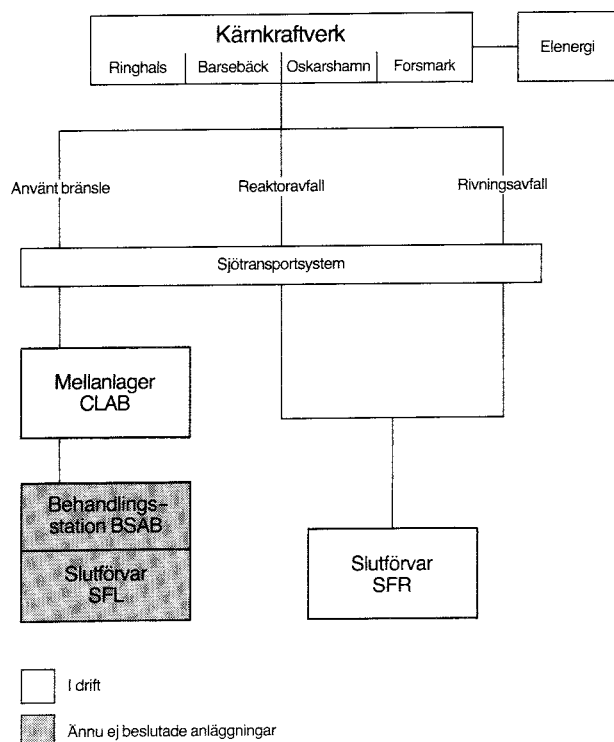 Kärnkraftverk
Ringhals Barsebäck Oskarshamn Forsmark
Elenergi
Använt bränsle
Reaktoravfall
Rivningsavfall
Sjötransportsystem
Mellanlager
CLAB
Behandlings-
station BSAB
Slutförvar
SFL
Slutförvar
SFR
I drift
Ännu ej beslutade anläggningar